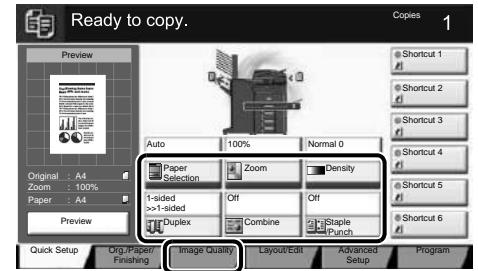 Ready to copy.
Copies
1
Preview
Original : A4
Zoom : 100%
Paper : A4
Preview
Auto
100%
Normal 0
Paper
Selection
Zoom
Density
1-sided
>>1-sided
Off
Off
Duplex
Combine
Staple
/Punch
Shortcut 1
Shortcut 2
Shortcut 3
Shortcut 4
Shortcut 5
Shortcut 6
Quick Setup
Org./Paper/
Finishing
Image Quality
Layout/Edit
Advanced
Setup
Program